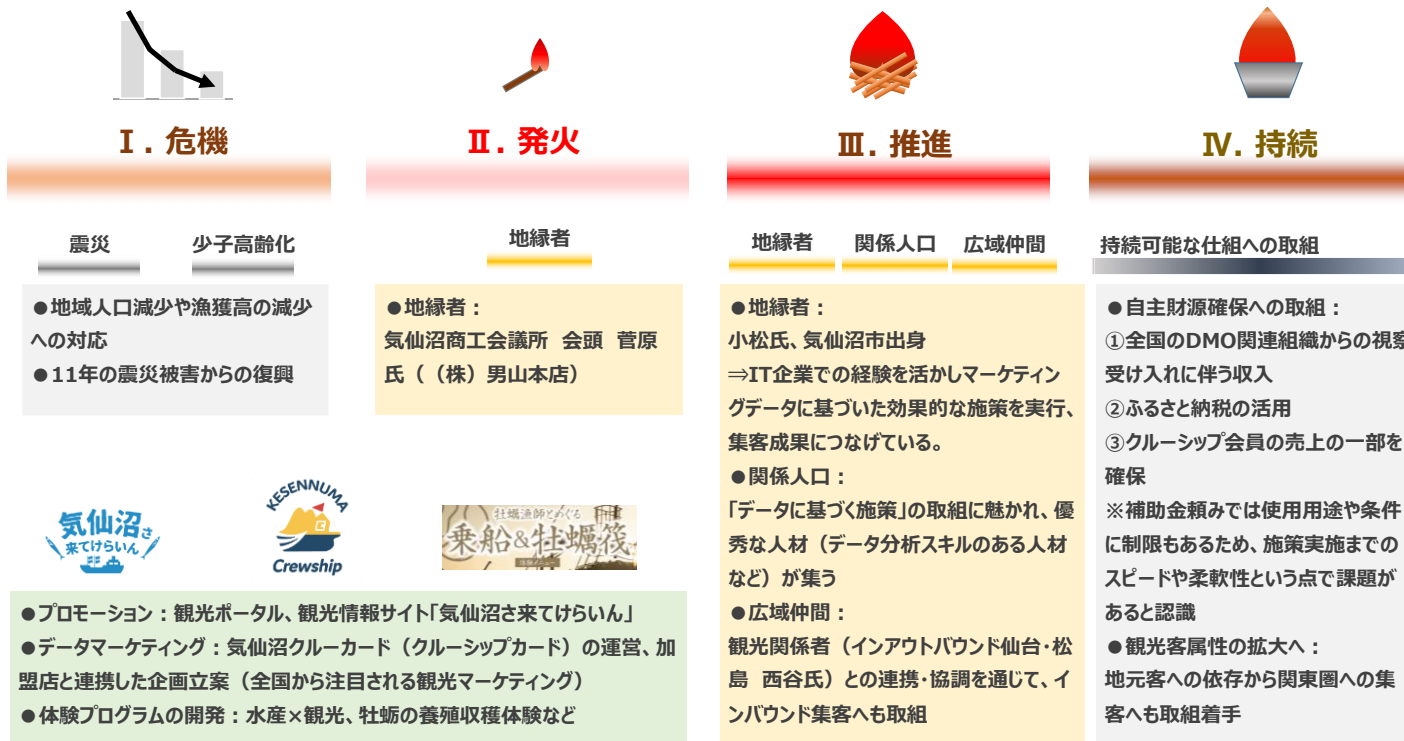 Ⅰ. 危機
Ⅱ. 発火
Ⅲ. 推進
Ⅳ. 持続
震災
少子高齢化
地縁者
地縁者
関係人口
広域仲間
持続可能な仕組への取組
●地域人口減少や漁獲高の減少
への対応
●11年の震災被害からの復興
●地縁者：
気仙沼商工会議所 会頭 菅原
氏（（株）男山本店）
●地縁者：
小松氏、気仙沼市出身
⇒IT企業での経験を活かしマーケティン
グデータに基づいた効果的な施策を実行、
集客成果につなげている。
●関係人口：
「データに基づく施策」の取組に魅かれ、優
秀な人材（データ分析スキルのある人材
など）が集う
●広域仲間：
観光関係者（インアウトバウンド仙台・松
島 西谷氏）との連携・協調を通じて、イ
ンバウンド集客へも取組
●自主財源確保への取組：
①全国のDMO関連組織からの視察
受け入れに伴う収入
②ふるさと納税の活用
③クルーシップ会員の売上の一部を
確保
※補助金頼みでは使用用途や条件
に制限もあるため、施策実施までの
スピードや柔軟性という点で課題が
あると認識
●観光客属性の拡大へ：
地元客への依存から関東圏への集
客へも取組着手
気仙沼さ
来てけらいん
KESENNUMA
Crewship
牡蠣漁師とめぐる
乗船&牡蠣筏
●プロモーション：観光ポータル、観光情報サイト「気仙沼さ来てけらいん」
●データマーケティング：気仙沼クルーカード（クルーシップカード）の運営、加
盟店と連携した企画立案（全国から注目される観光マーケティング）
●体験プログラムの開発：水産×観光、牡蛎の養殖収穫体験など